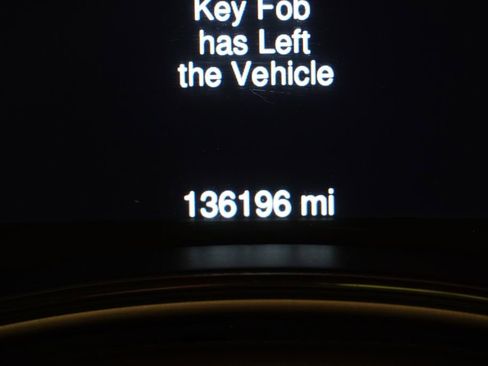 Key Fob
has Left
the Vehicle
136196 mi